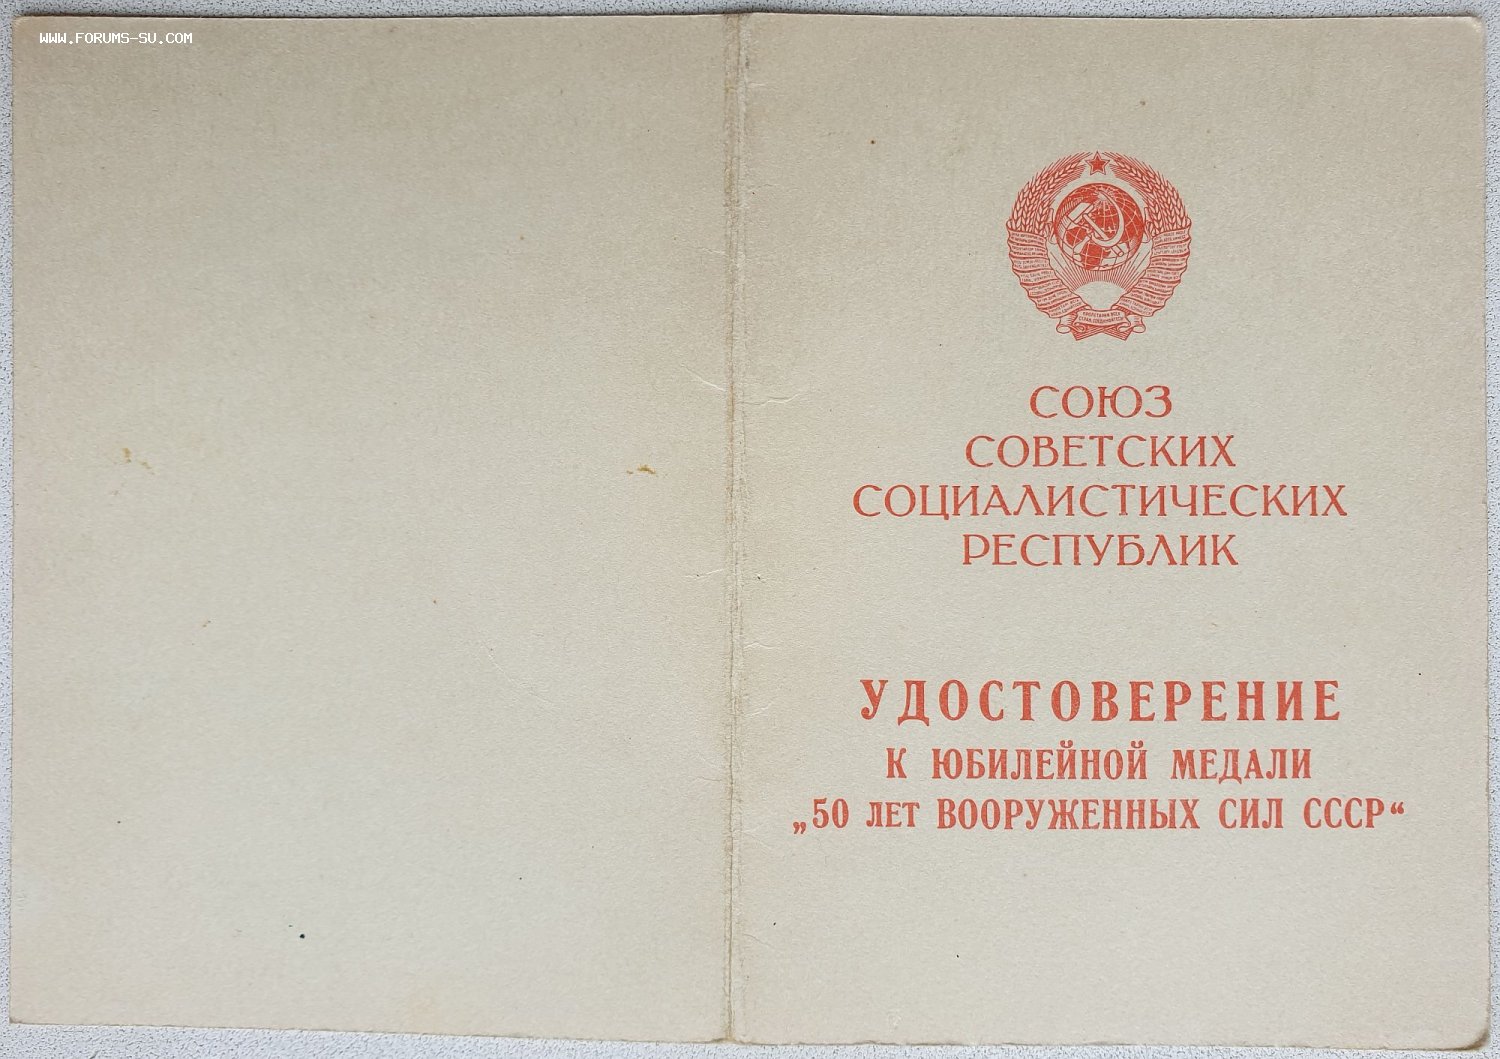 WWW.FORUMS-SU.COM
СОЮЗ
СОВЕТСКИХ
СОЦИАЛИСТИЧЕСКИХ
РЕСПУБЛИК
УДОСТОВЕРЕНИЕ
К ЮБИЛЕЙНОЙ МЕДАЛИ
„50 ЛЕТ ВООРУЖЕННЫХ СИЛ СССР“